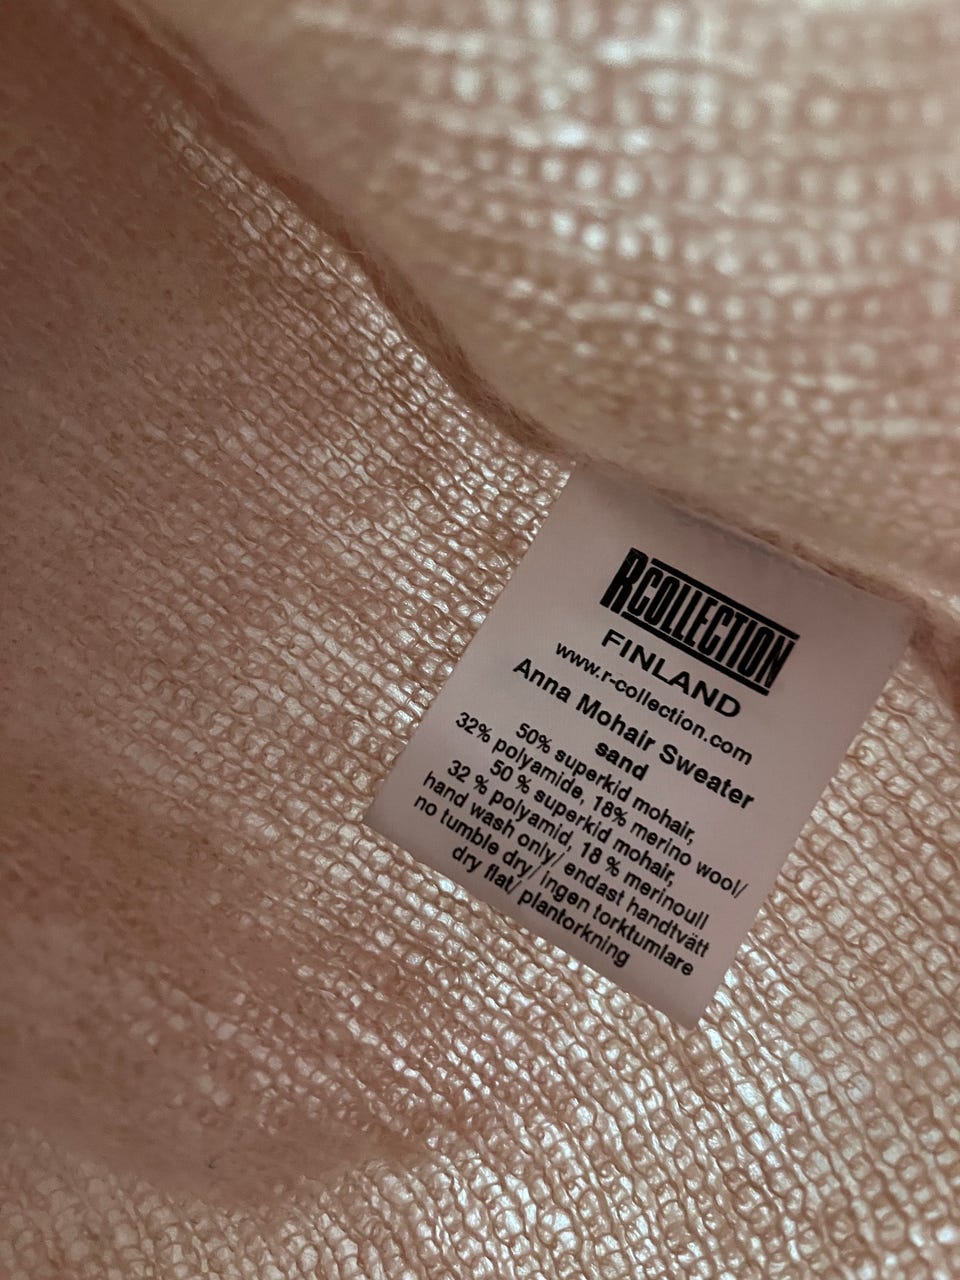 RCOLLECTION
FINLAND
www.r-collection.com
Anna Mohair Sweater
sand
50% superkid mohair,
32% polyamide, 18% merino wool/
50 % superkid mohair,
32 % polyamid, 18 % merinoull
hand wash only/ endast handtvätt
no tumble dry/ ingen torktumlare
dry flat/ plantorkning